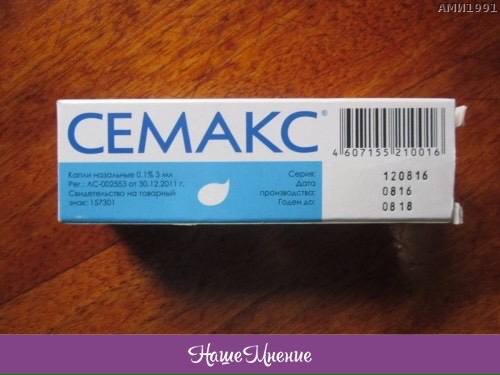 АМИ1991
СЕМАКС®
4 607155 210016
Капли назальные 0,1% 3 мл
Рег.: ЛС-002553 от 30.12.2011 г.
Свидетельство на товарный
знак: 157301
Серия: 120816
Дата
производства: 0816
Годен до: 0818
НашеМнение